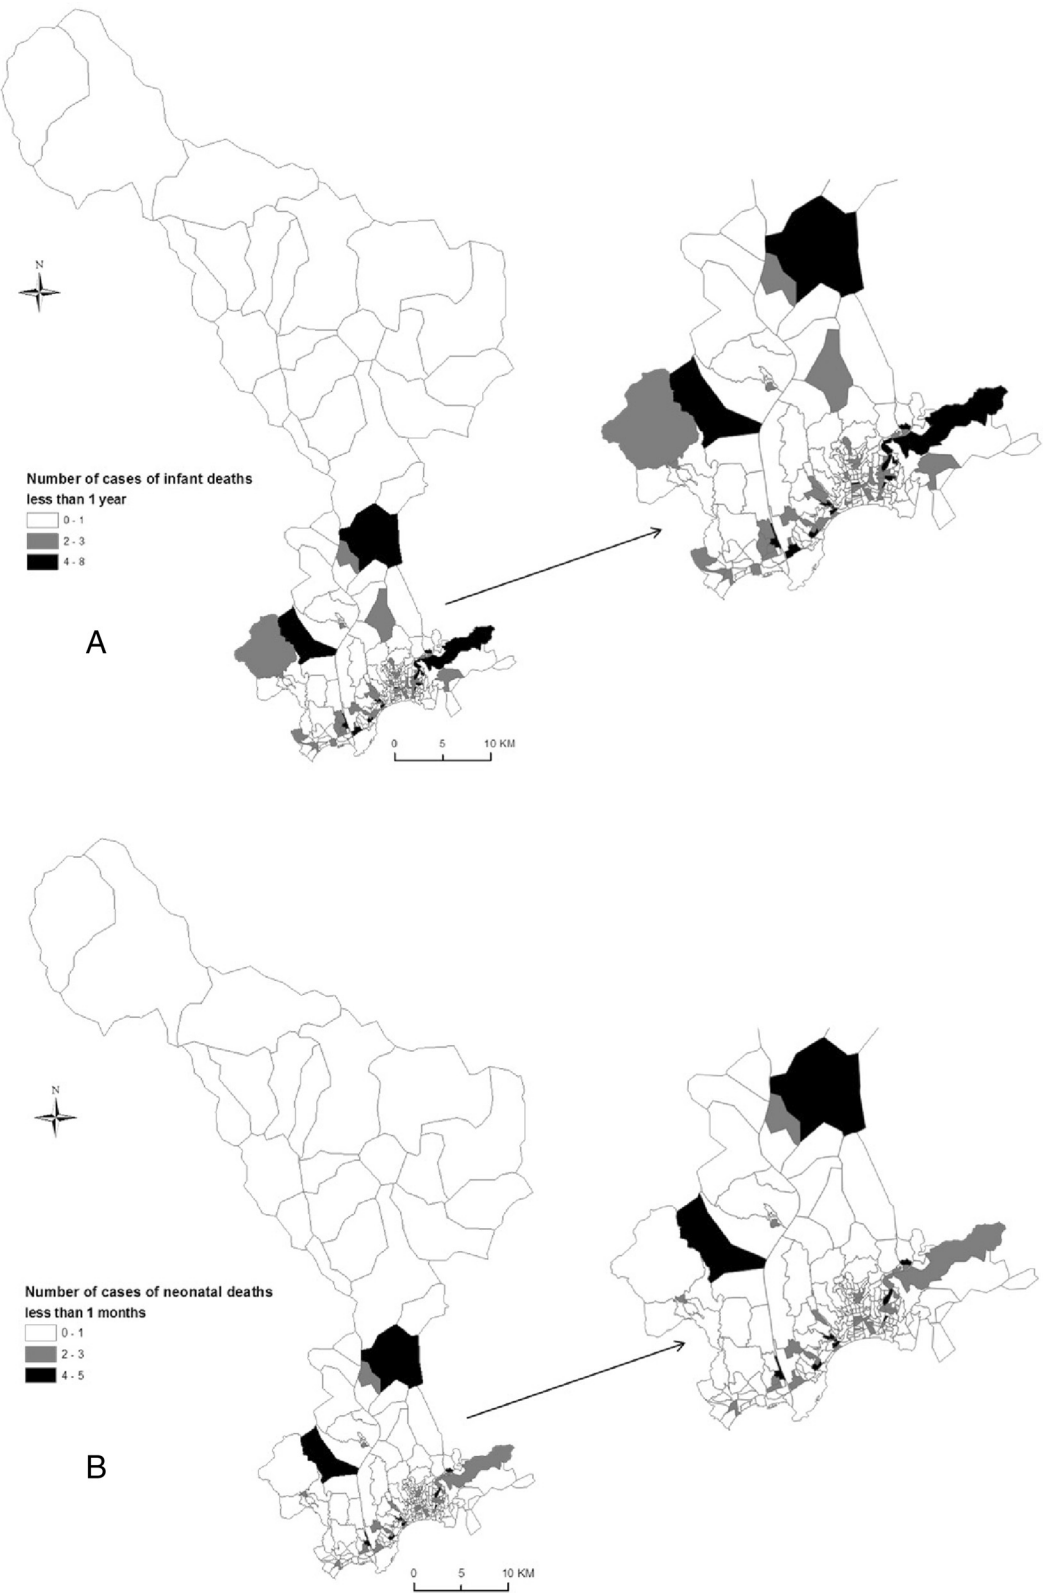 N
Number of cases of infant deaths
less than 1 year
0 - 1
2 - 3
4 - 8
A
0 5 10 KM
N
Number of cases of neonatal deaths
less than 1 months
0 - 1
2 - 3
4 - 5
B
0 5 10 KM